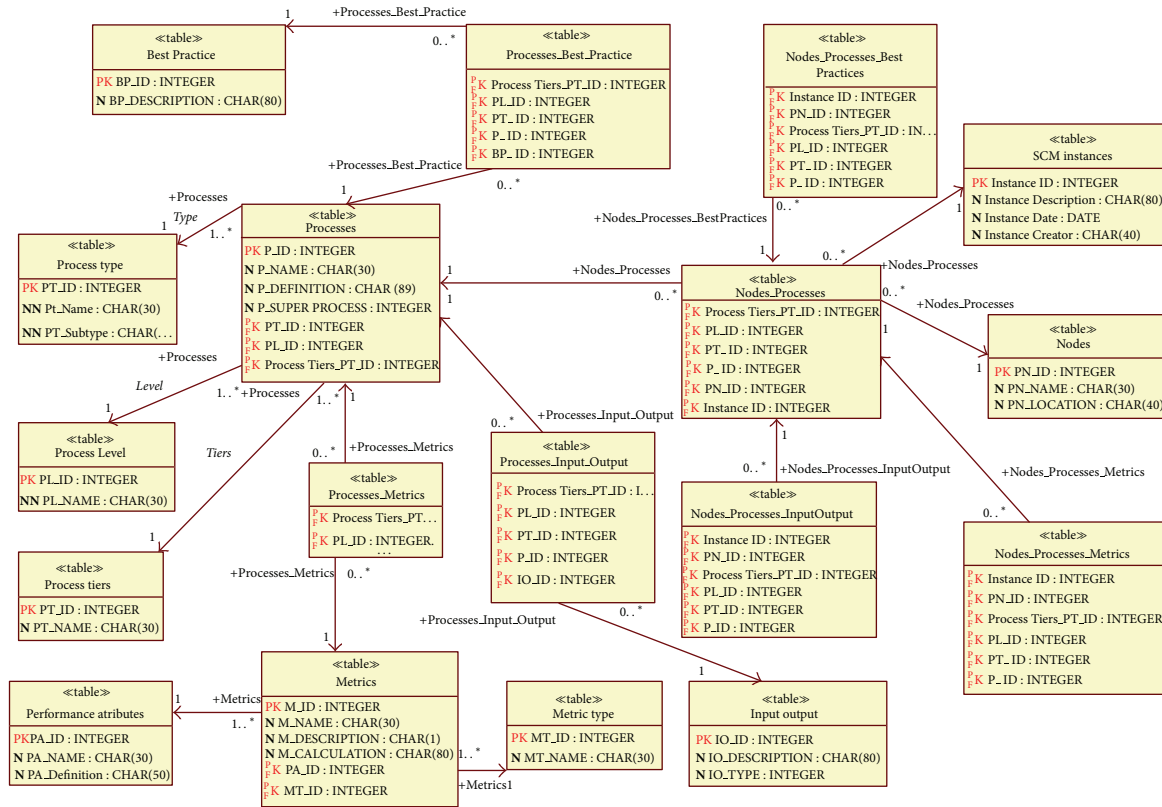 «table»
Best Practice
PK BP_ID : INTEGER
N BP_DESCRIPTION : CHAR(80)
+Processes_Best_Practice
1
0..*
«table»
Processes_Best_Practice
PFK Process Tiers_PT_ID : INTEGER
PFK PL_ID : INTEGER
PFK PT_ID : INTEGER
PFK P_ID : INTEGER
PFK BP_ID : INTEGER
«table»
Nodes_Processes_Best
Practices
PFK Instance ID : INTEGER
PFK PN_ID : INTEGER
PFK Process Tiers_PT_ID : IN...
PFK PL_ID : INTEGER
PFK PT_ID : INTEGER
PFK P_ID : INTEGER
«table»
SCM instances
PK Instance ID : INTEGER
N Instance Description : CHAR(80)
N Instance Date : DATE
N Instance Creator : CHAR(40)
+Processes_Best_Practice
0..*
1
+Processes
Type
1
1..*
«table»
Process type
PK PT_ID : INTEGER
NN Pt_Name : CHAR(30)
NN PT_Subtype : CHAR(...
«table»
Processes
PK P_ID : INTEGER
N P_NAME : CHAR(30)
N P_DEFINITION : CHAR (89)
N P_SUPER PROCESS : INTEGER
PFK PT_ID : INTEGER
PFK PL_ID : INTEGER
PFK Process Tiers_PT_ID : INTEGER
0..*
+Nodes_Processes_BestPractices
1
1
0..*
+Nodes_Processes
1
+Nodes_Processes
0..*
1
«table»
Nodes_Processes
PFK Process Tiers_PT_ID : INTEGER
PFK PL_ID : INTEGER
PFK PT_ID : INTEGER
PFK P_ID : INTEGER
PFK PN_ID : INTEGER
PFK Instance ID : INTEGER
0..*
+Nodes_Processes
1
1
«table»
Nodes
PK PN_ID : INTEGER
N PN_NAME : CHAR(30)
N PN_LOCATION : CHAR(40)
+Processes
Level
1..*
1
+Processes
1..*
Tiers
1
1
«table»
Process Level
PK PL_ID : INTEGER
NN PL_NAME : CHAR(30)
«table»
Process tiers
PK PT_ID : INTEGER
N PT_NAME : CHAR(30)
0..*
+Processes_Metrics
«table»
Processes_Metrics
PFK Process Tiers_PT...
PFK PL_ID : INTEGER.
...
+Processes_Metrics
0..*
1
+Processes_Input_Output
0..*
«table»
Processes_Input_Output
PFK Process Tiers_PT_ID : I...
PFK PL_ID : INTEGER
PFK PT_ID : INTEGER
PFK P_ID : INTEGER
PFK IO_ID : INTEGER
0..*
+Processes_Input_Output
1
1
0..*
+Nodes_Processes_InputOutput
«table»
Nodes_Processes_InputOutput
PFK Instance ID : INTEGER
PFK PN_ID : INTEGER
PFK Process Tiers_PT_ID : INTEGER
PFK PL_ID : INTEGER
PFK PT_ID : INTEGER
PFK P_ID : INTEGER
+Nodes_Processes_Metrics
0..*
«table»
Nodes_Processes_Metrics
PFK Instance ID : INTEGER
PFK PN_ID : INTEGER
PFK Process Tiers_PT_ID : INTEGER
PFK PL_ID : INTEGER
PFK PT_ID : INTEGER
PFK P_ID : INTEGER
«table»
Performance atributes
PKPA_ID : INTEGER
N PA_NAME : CHAR(30)
N PA_Definition : CHAR(50)
1
+Metrics
1..*
«table»
Metrics
PK M_ID : INTEGER
N M_NAME : CHAR(30)
N M_DESCRIPTION : CHAR(1)
N M_CALCULATION : CHAR(80)
PFK PA_ID : INTEGER
PFK MT_ID : INTEGER
1..*
+Metrics1
«table»
Metric type
PK MT_ID : INTEGER
N MT_NAME : CHAR(30)
«table»
Input output
PK IO_ID : INTEGER
N IO_DESCRIPTION : CHAR(80)
N IO_TYPE : INTEGER